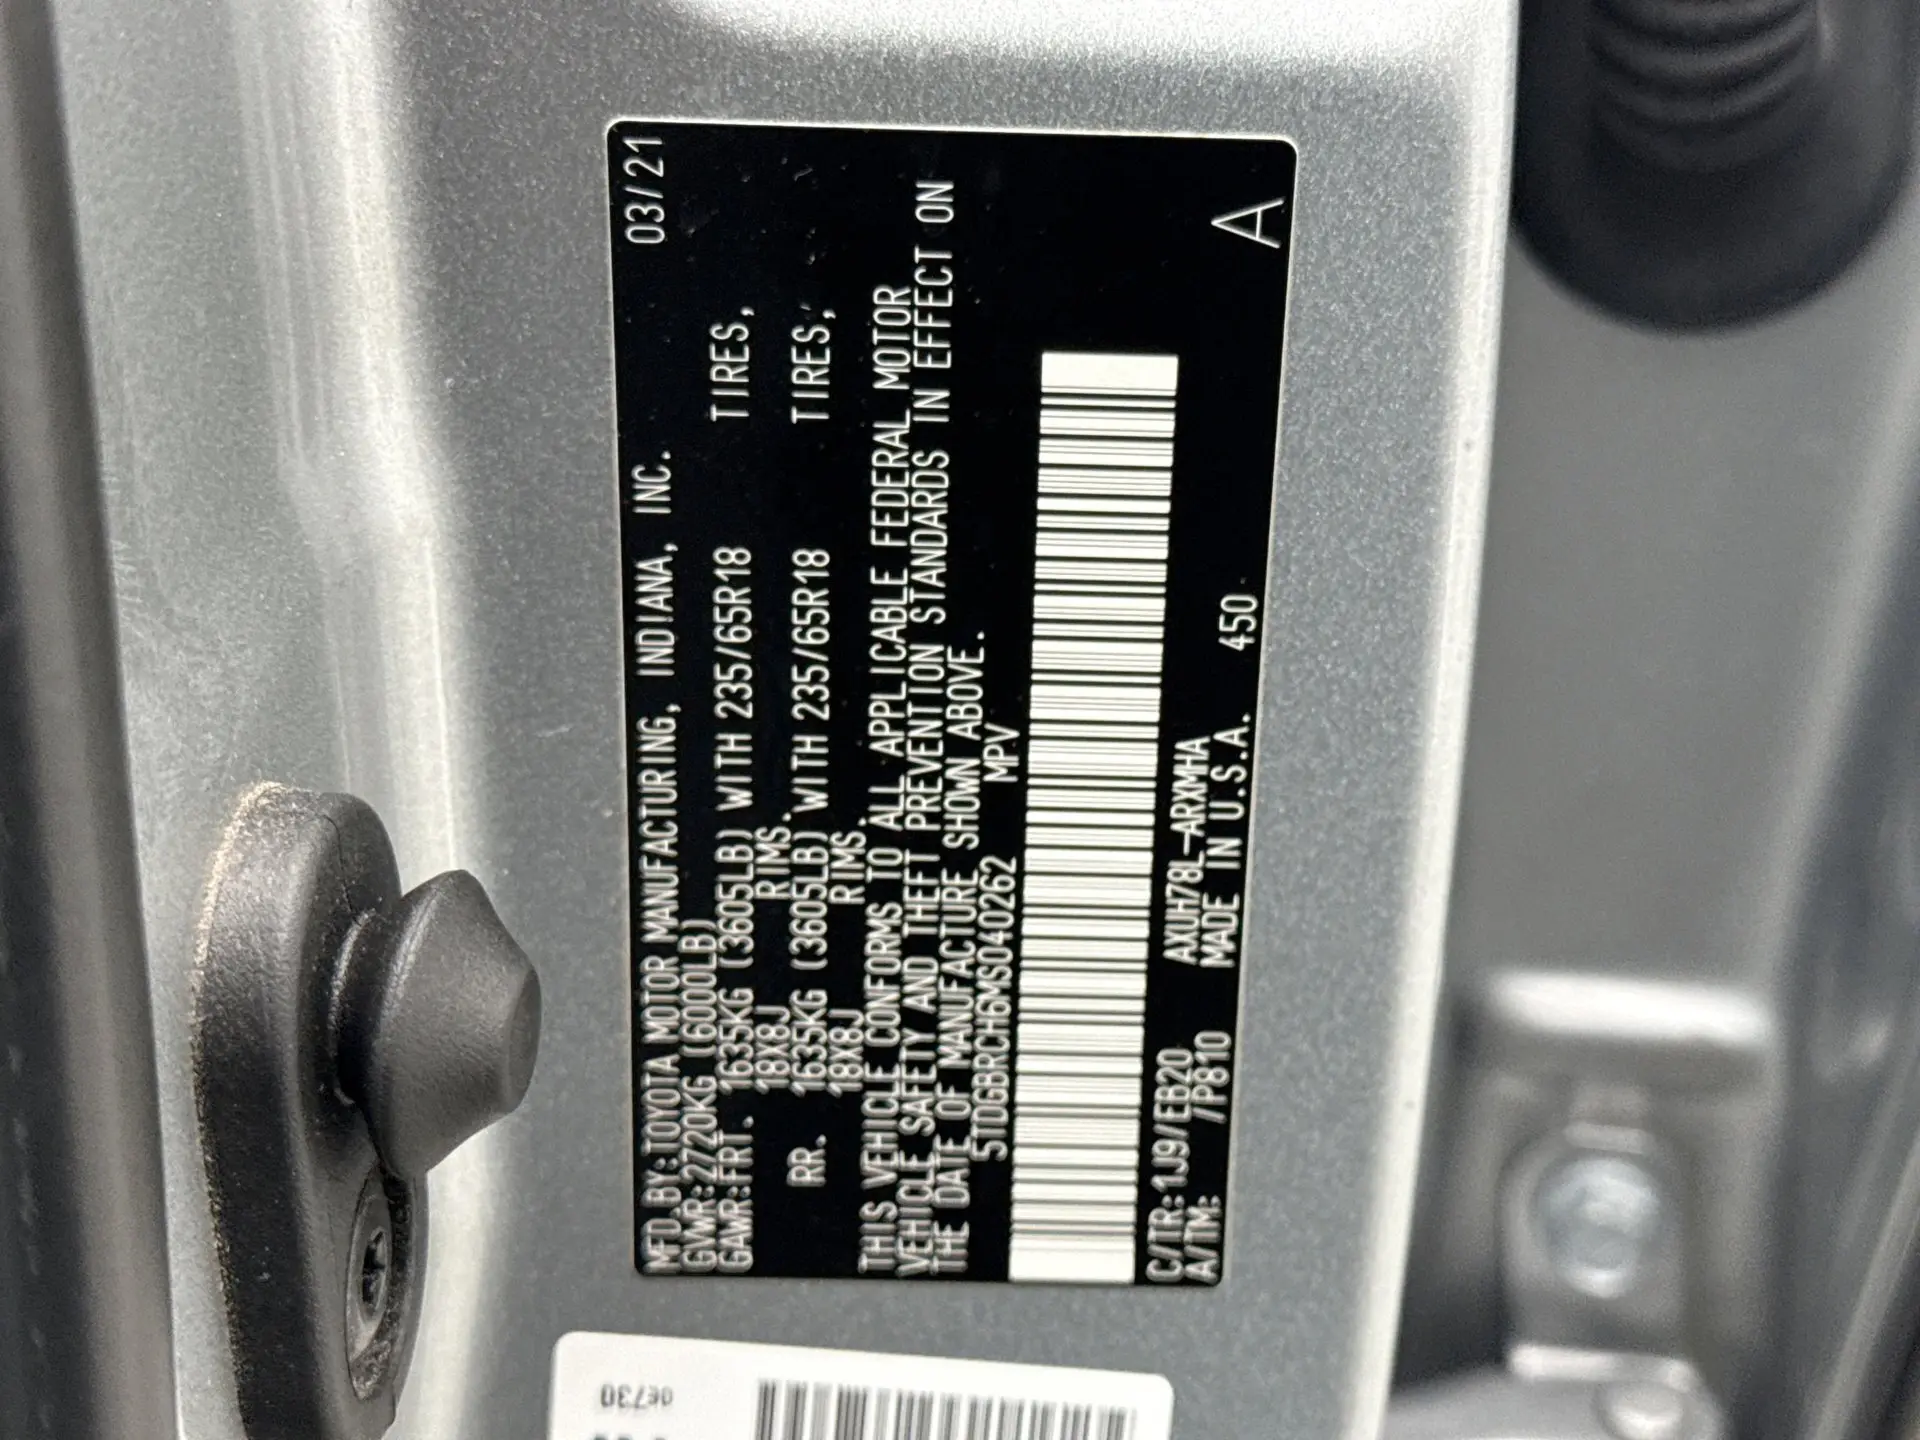 MFD.BY:TOYOTA MOTOR MANUFACTURING, INDIANA, INC. 03/21
GVWR:2720KG (6000LB)
GAWR:FRT. 1635KG (3605LB) WITH 235/65R18 TIRES,
18X8J RIMS.
RR. 1635KG (3605LB) WITH 235/65R18 TIRES,
18X8J RIMS.
THIS VEHICLE CONFORMS TO ALL APPLICABLE FEDERAL MOTOR
VEHICLE SAFETY AND THEFT PREVENTION STANDARDS IN EFFECT ON
THE DATE OF MANUFACTURE SHOWN ABOVE.
5TDGBRCH6MS040262 MPV
C/TR:1J9/EB20 AXUH78L-ARXMHA
A/TM: /P810 MADE IN U.S.A. 450 A
0E730